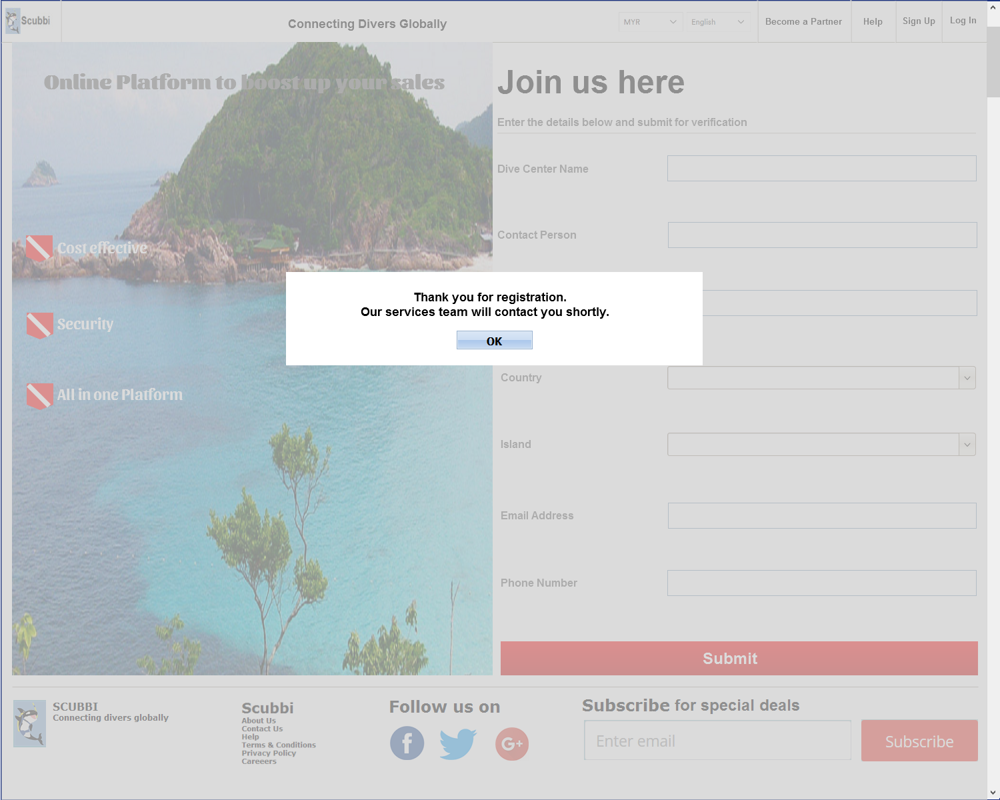 Scubbi
Connecting Divers Globally
MYR
English
Become a Partner
Help
Sign Up
Log In
Online Platform to boost up your sales
Cost effective
Security
All in one Platform
Join us here
Enter the details below and submit for verification
Dive Center Name
Contact Person
Thank you for registration.
Our services team will contact you shortly.
OK
Country
Island
Email Address
Phone Number
Submit
SCUBBI
Connecting divers globally
Scubbi
About Us
Contact Us
Help
Terms & Conditions
Privacy Policy
Careeers
Follow us on
f
G+
Subscribe for special deals
Enter email
Subscribe